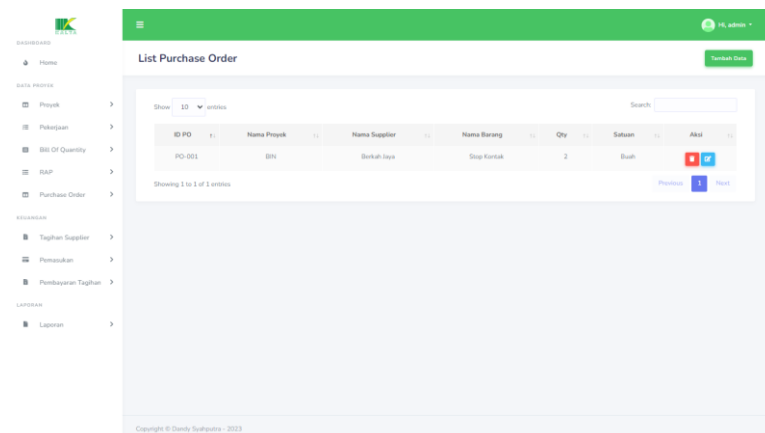 DASHBOARD
Home
DATA PROYEK
Proyek
Pekerjaan
Bill Of Quantity
RAP
Purchase Order
KEUANGAN
Tagihan Supplier
Pemasukan
Pembayaran Tagihan
LAPORAN
Laporan
Hi, admin
List Purchase Order
Tambah Data
Show 10 entries
Search:
ID PO Nama Proyek Nama Supplier Nama Barang Qty Satuan Aksi
PO-001 BIN Berkah Jaya Stop Kontak 2 Buah
Showing 1 to 1 of 1 entries
Previous 1 Next
Copyright © Dandy Syahputra - 2023